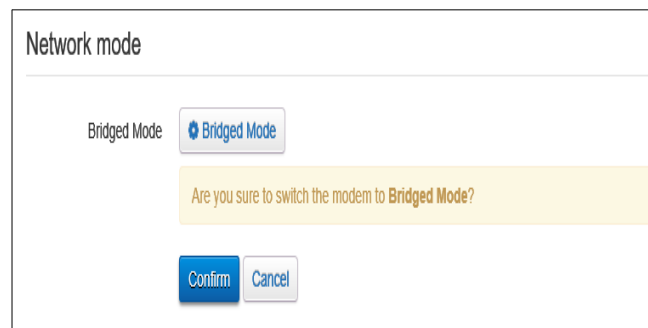 Network mode
Bridged Mode Bridged Mode
Are you sure to switch the modem to Bridged Mode?
Confirm Cancel